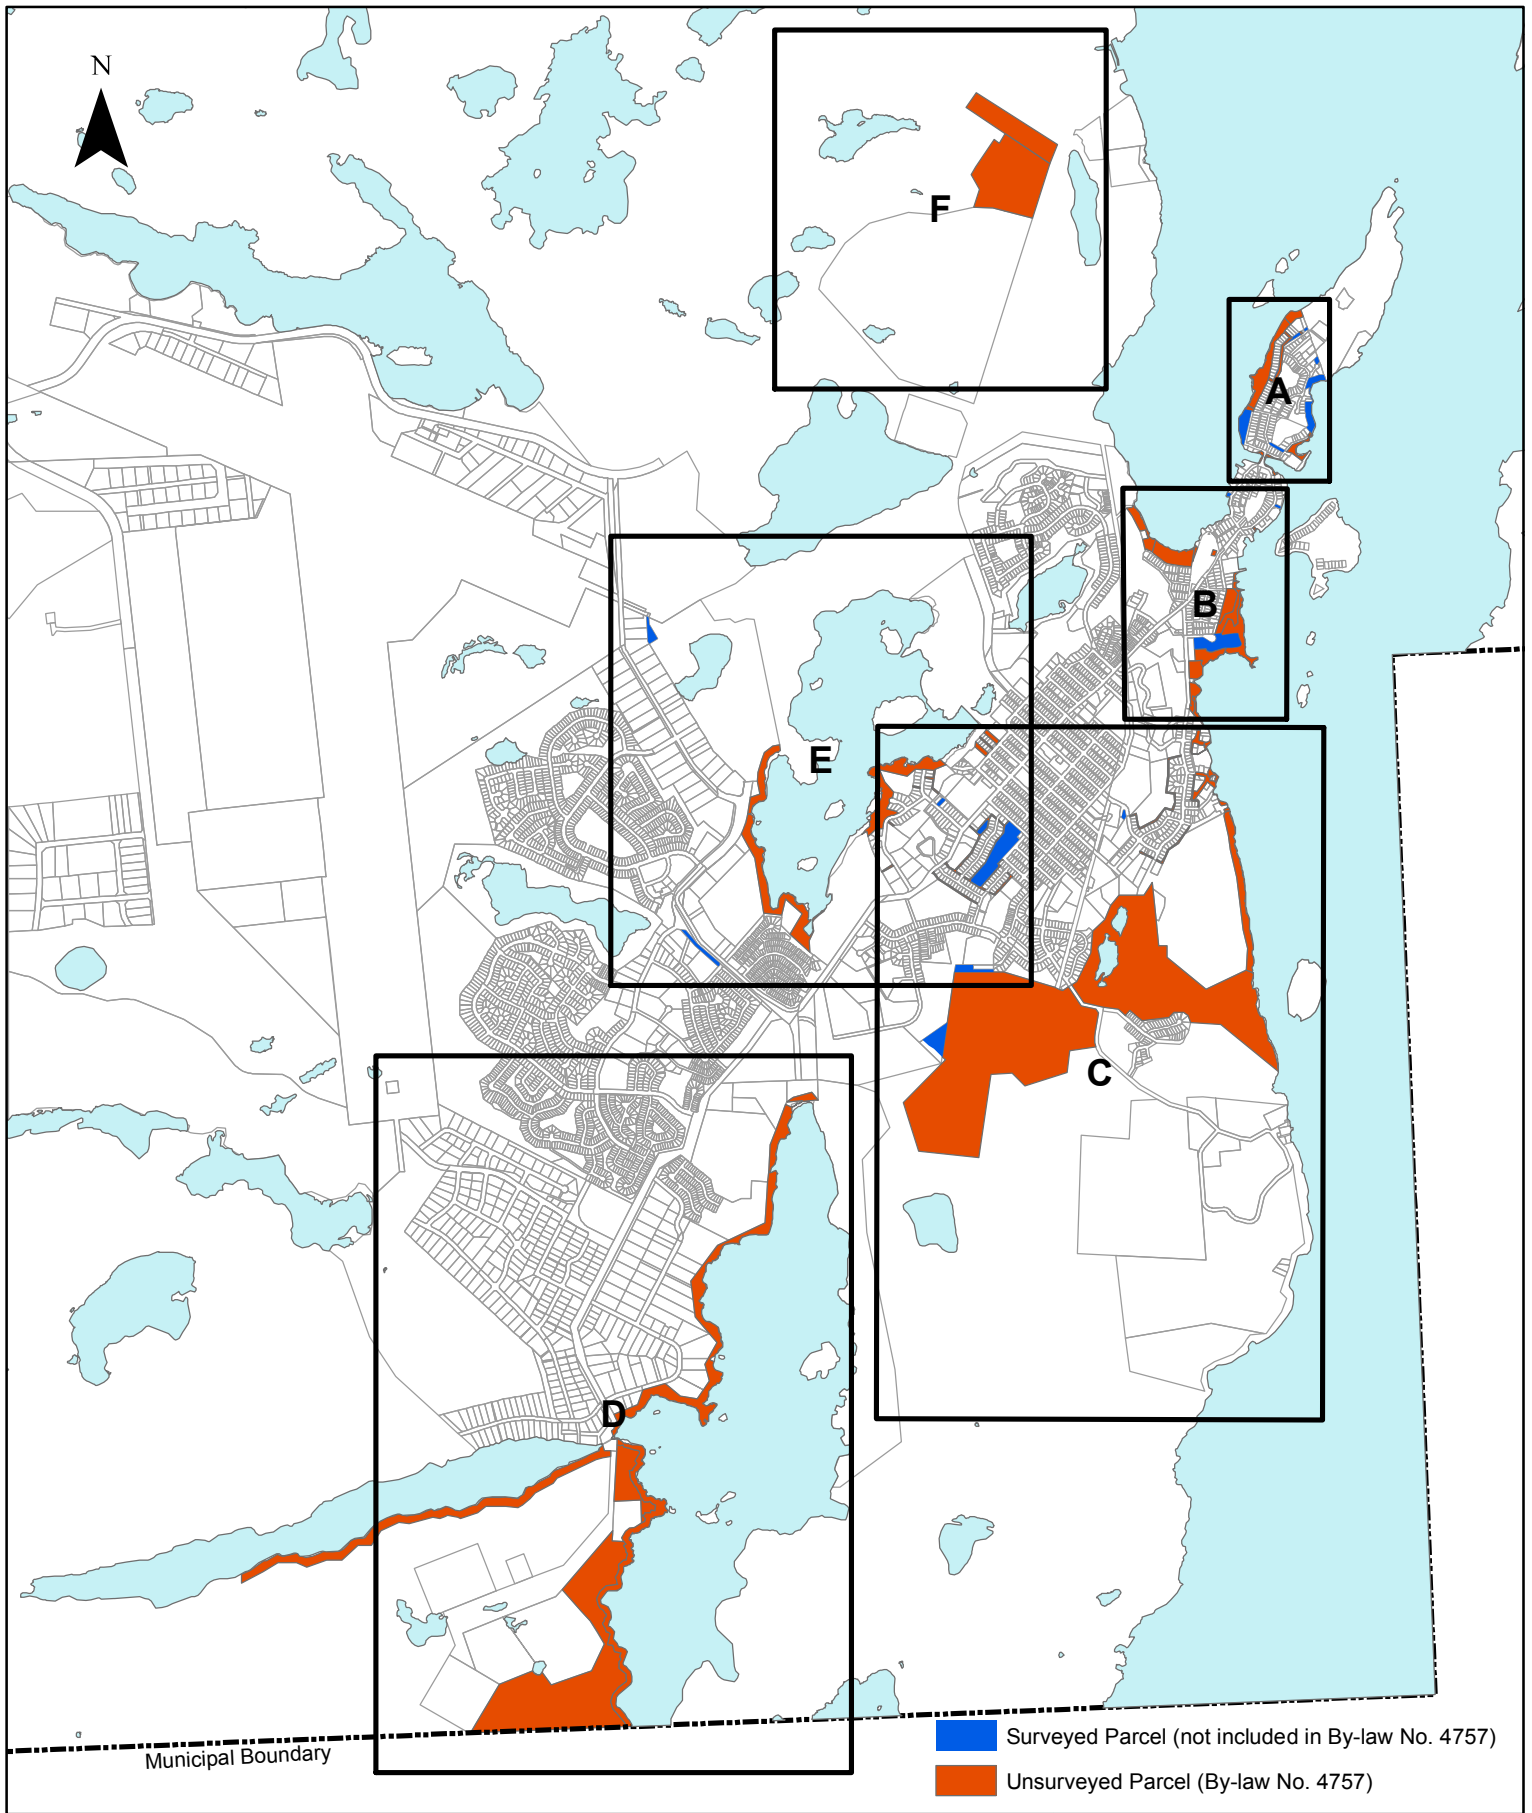 N
F
A
B
E
C
D
Municipal Boundary
Surveyed Parcel (not included in By-law No. 4757)
Unsurveyed Parcel (By-law No. 4757)